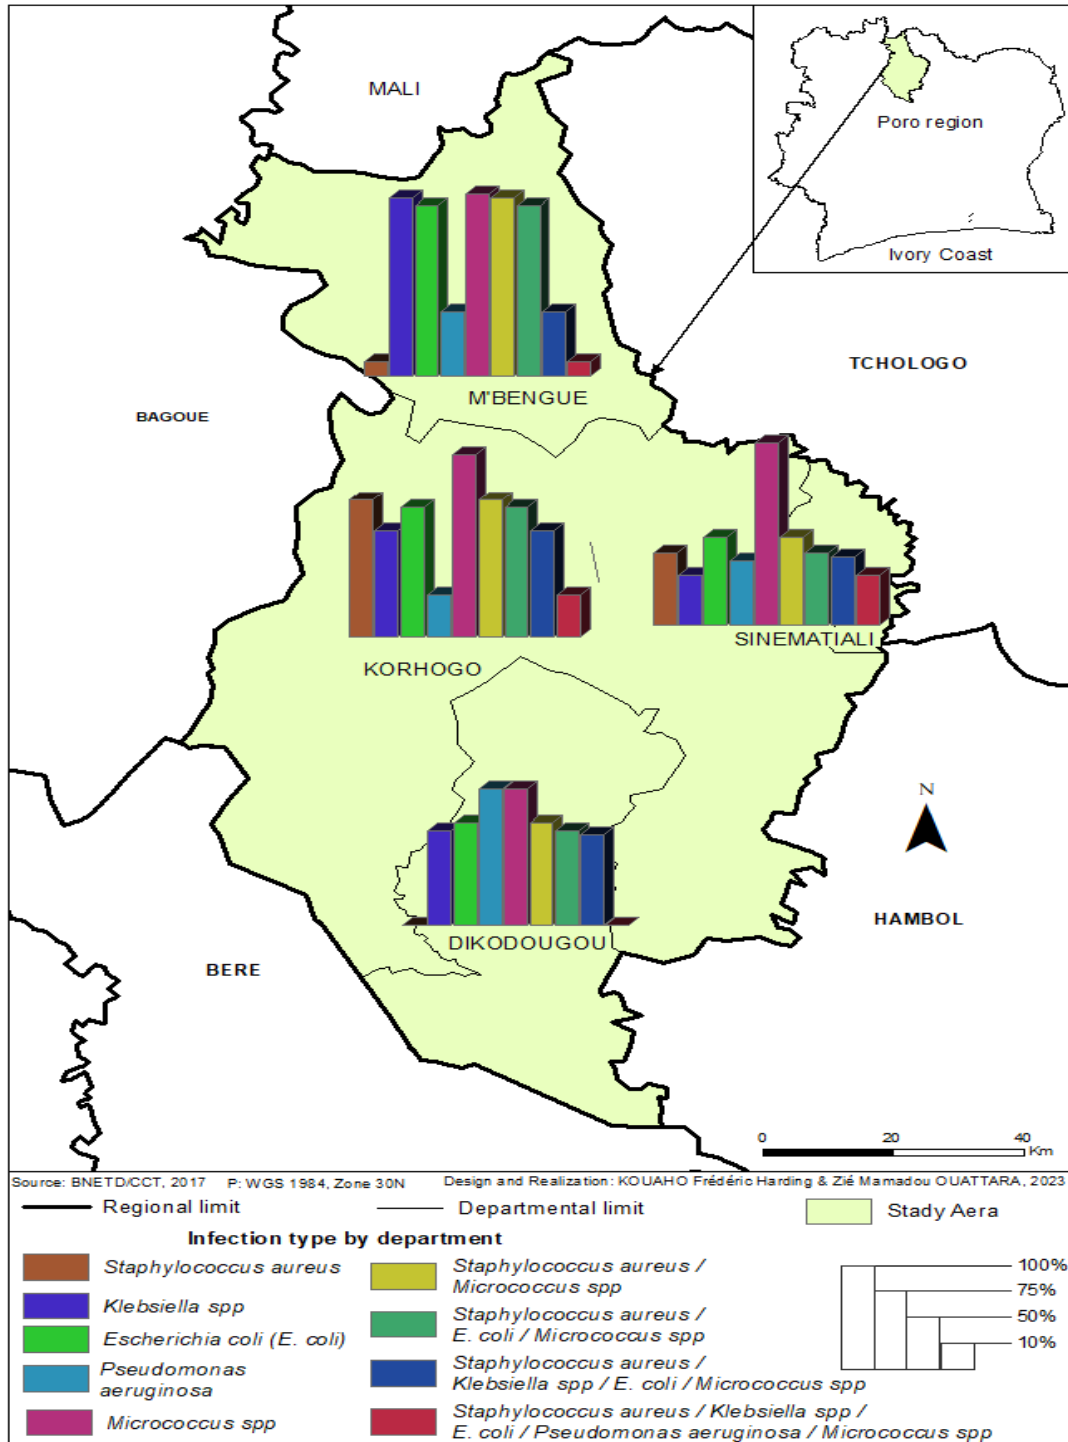 MALI
Poro region
Ivory Coast
TCHOLOGO
M'BENGUE
BAGOUE
SINEMATIALI
KORHOGO
N
HAMBOL
DIKODOUGOU
BERE
0 20 40
Km
Source: BNETD/CCT, 2017 P: WGS 1984, Zone 30N Design and Realization: KOUAHO Frédéric Harding & Zié Mamadou OUATTARA, 2023
Regional limit Departmental limit Stady Aera
Infection type by department
Staphylococcus aureus
Klebsiella spp
Escherichia coli (E. coli)
Pseudomonas
aeruginosa
Micrococcus spp
Staphylococcus aureus /
Micrococcus spp
Staphylococcus aureus /
E. coli / Micrococcus spp
Staphylococcus aureus /
Klebsiella spp / E. coli / Micrococcus spp
Staphylococcus aureus / Klebsiella spp /
E. coli / Pseudomonas aeruginosa / Micrococcus spp
100%
75%
50%
10%